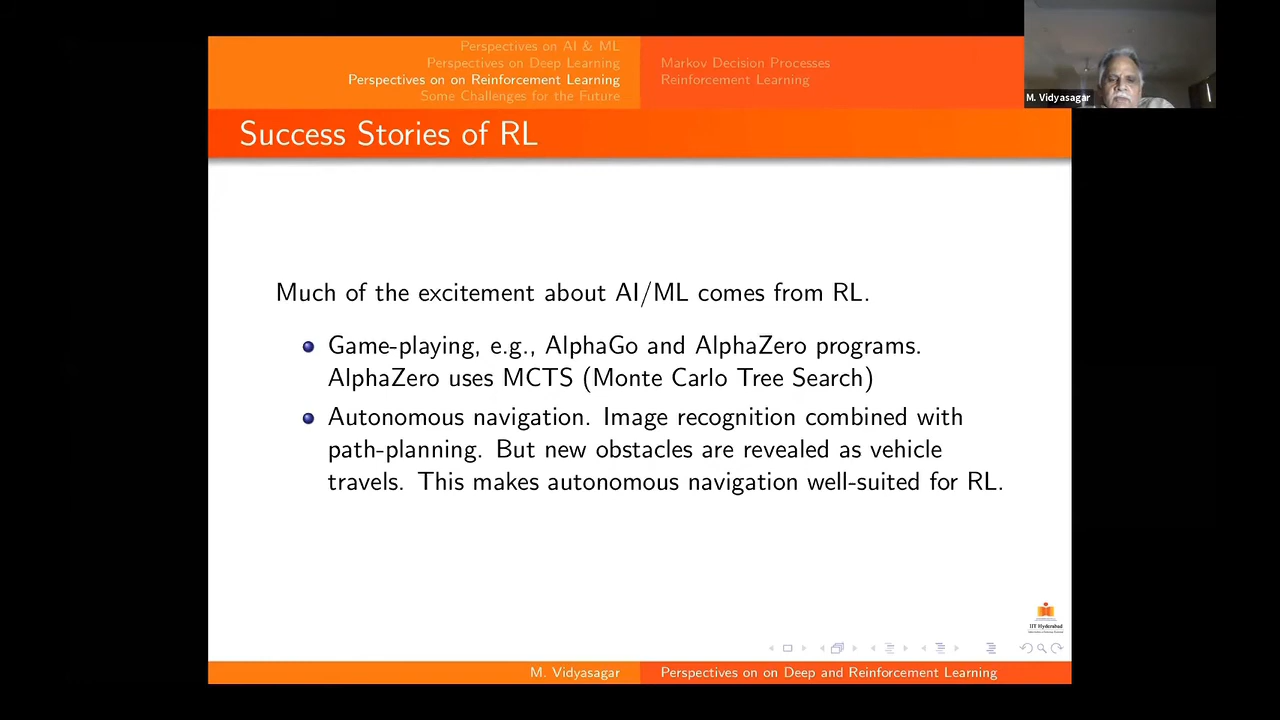 Perspectives on AI & ML
Perspectives on Deep Learning
Perspectives on on Reinforcement Learning
Some Challenges for the Future
Markov Decision Processes
Reinforcement Learning
M. Vidyasagar
Success Stories of RL
Much of the excitement about AI/ML comes from RL.
Game-playing, e.g., AlphaGo and AlphaZero programs.
AlphaZero uses MCTS (Monte Carlo Tree Search)
Autonomous navigation. Image recognition combined with
path-planning. But new obstacles are revealed as vehicle
travels. This makes autonomous navigation well-suited for RL.
IIT Hyderabad
M. Vidyasagar
Perspectives on on Deep and Reinforcement Learning